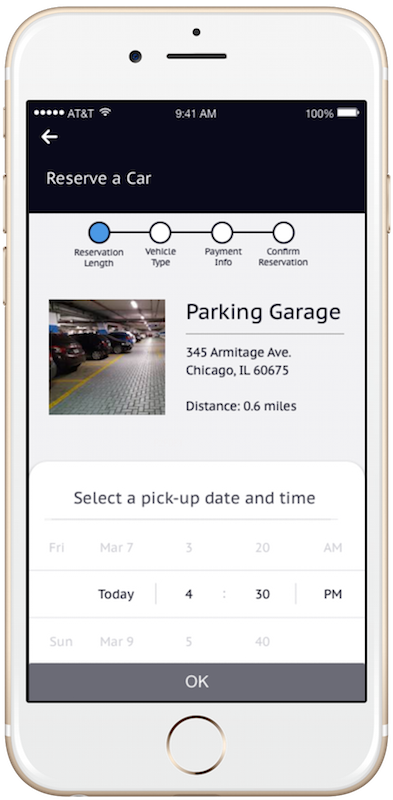 AT&T 9:41 AM 100%
Reserve a Car
Reservation Length
Vehicle Type
Payment Info
Confirm Reservation
Parking Garage
345 Armitage Ave.
Chicago, IL 60675
Distance: 0.6 miles
Select a pick-up date and time
Fri Mar 7 3 20 AM
Today 4 : 30 PM
Sun Mar 9 5 40
OK